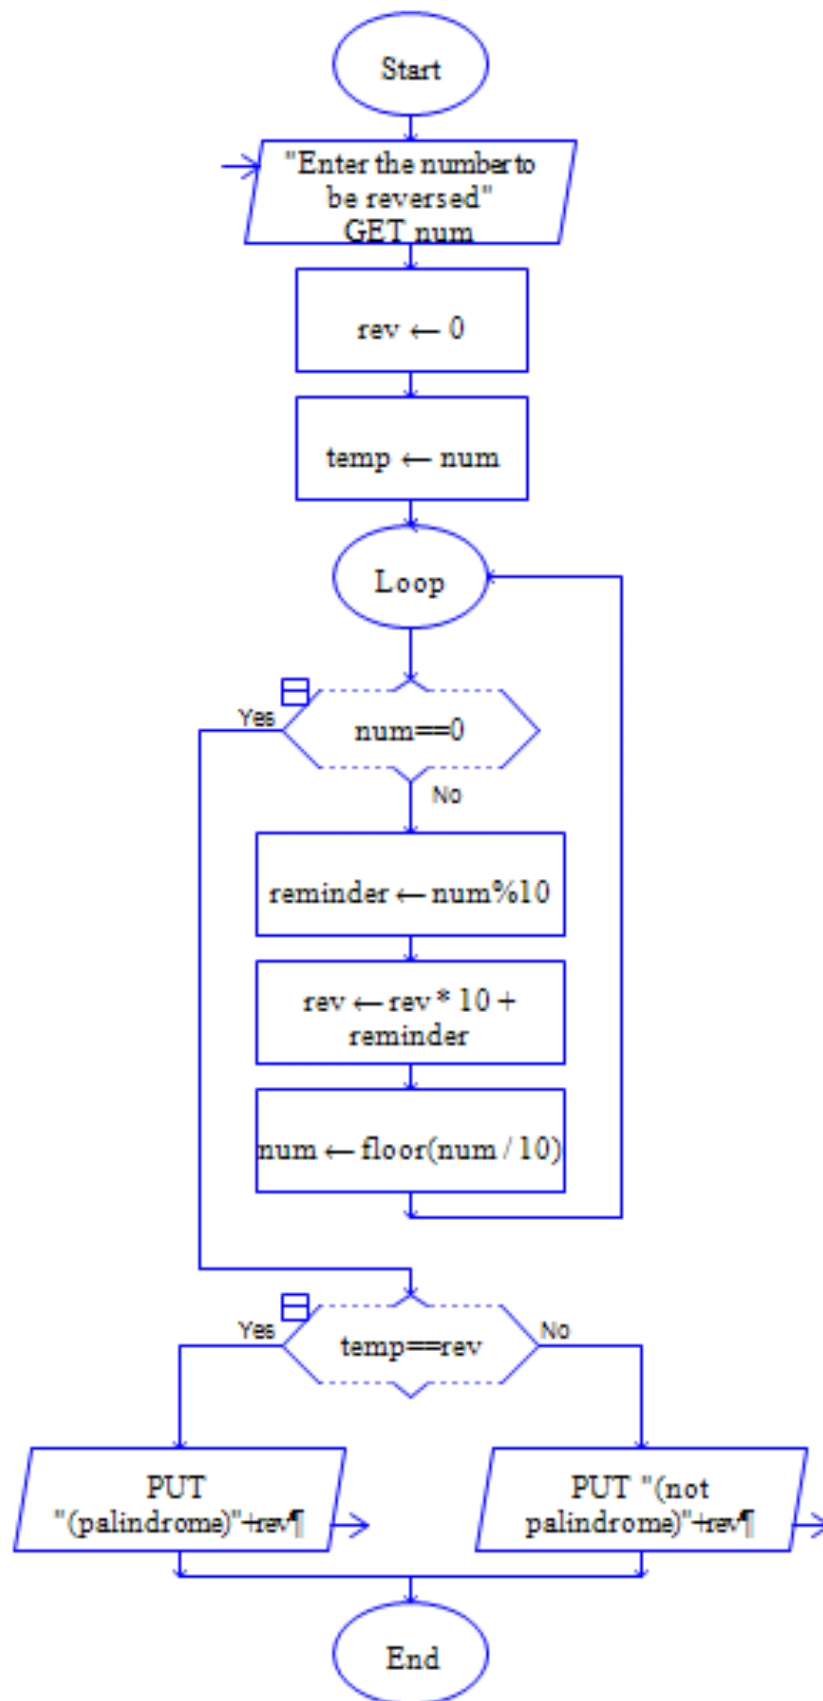 Start
"Enter the number to
be reversed"
GET num
rev ← 0
temp ← num
Loop
Yes
num==0
No
reminder ← num%10
rev ← rev * 10 +
reminder
num ← floor(num / 10)
Yes
temp==rev
No
PUT
"(palindrome)"+rev¶
PUT "(not
palindrome)"+rev¶
End